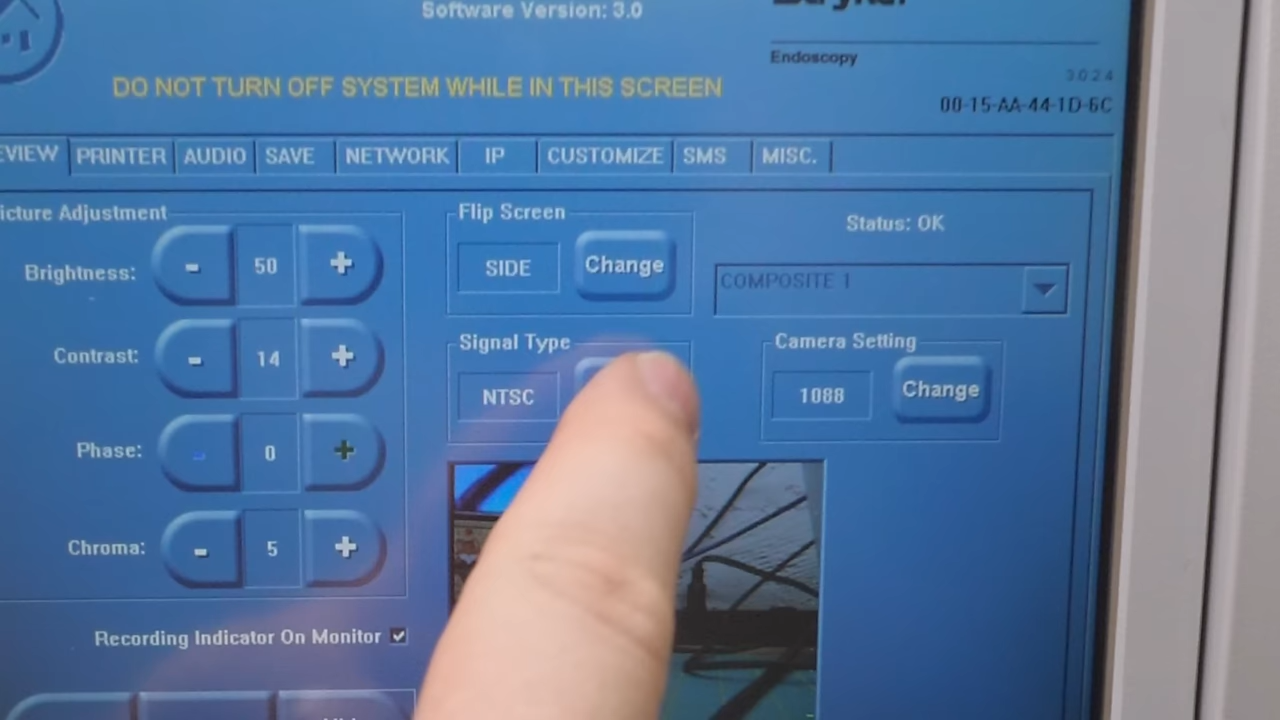 Software Version: 3.0
Endoscopy
3024
DO NOT TURN OFF SYSTEM WHILE IN THIS SCREEN
00-15-AA-44-1D-6C
PRINTER AUDIO SAVE NETWORK IP CUSTOMIZE SMS MISC.
Flip Screen
SIDE Change
Status: OK
COMPOSITE 1
Adjustment
Brightness: - 50 +
Contrast: - 14 +
Phase: - 0 +
Chroma: - 5 +
Signal Type
NTSC
Camera Setting
1088 Change
Recording Indicator On Monitor